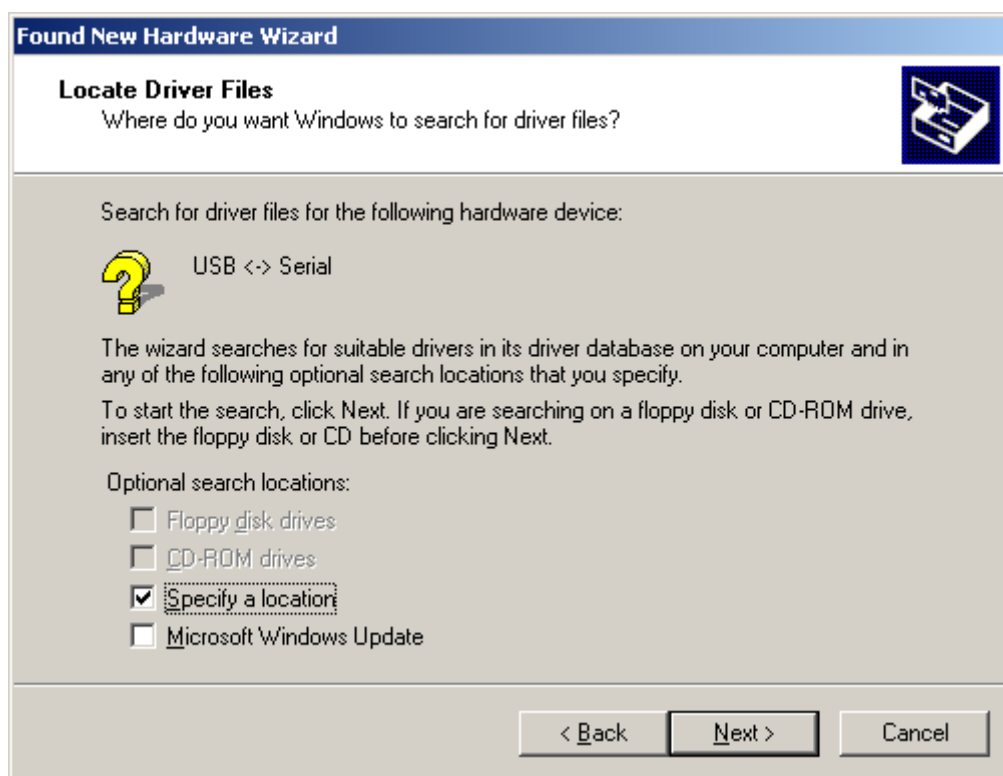 Found New Hardware Wizard
Locate Driver Files
Where do you want Windows to search for driver files?
Search for driver files for the following hardware device:
USB <-> Serial
The wizard searches for suitable drivers in its driver database on your computer and in
any of the following optional search locations that you specify.
To start the search, click Next. If you are searching on a floppy disk or CD-ROM drive,
insert the floppy disk or CD before clicking Next.
Optional search locations:
Floppy disk drives
CD-ROM drives
Specify a location
Microsoft Windows Update
< Back Next > Cancel